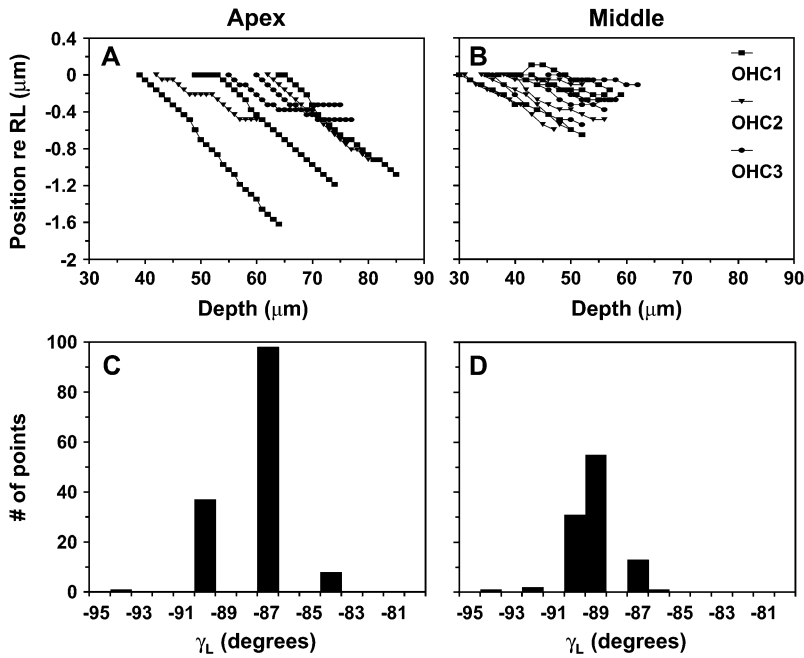 Apex
Middle
Position re RL (μm)
0.4
0
-0.4
-0.8
-1.2
-1.6
-2
A
30 40 50 60 70 80 90
Depth (μm)
B
OHC1
OHC2
OHC3
30 40 50 60 70 80 90
Depth (μm)
# of points
100
80
60
40
20
0
C
-95 -93 -91 -89 -87 -85 -83 -81
γL (degrees)
D
-95 -93 -91 -89 -87 -85 -83 -81
γL (degrees)